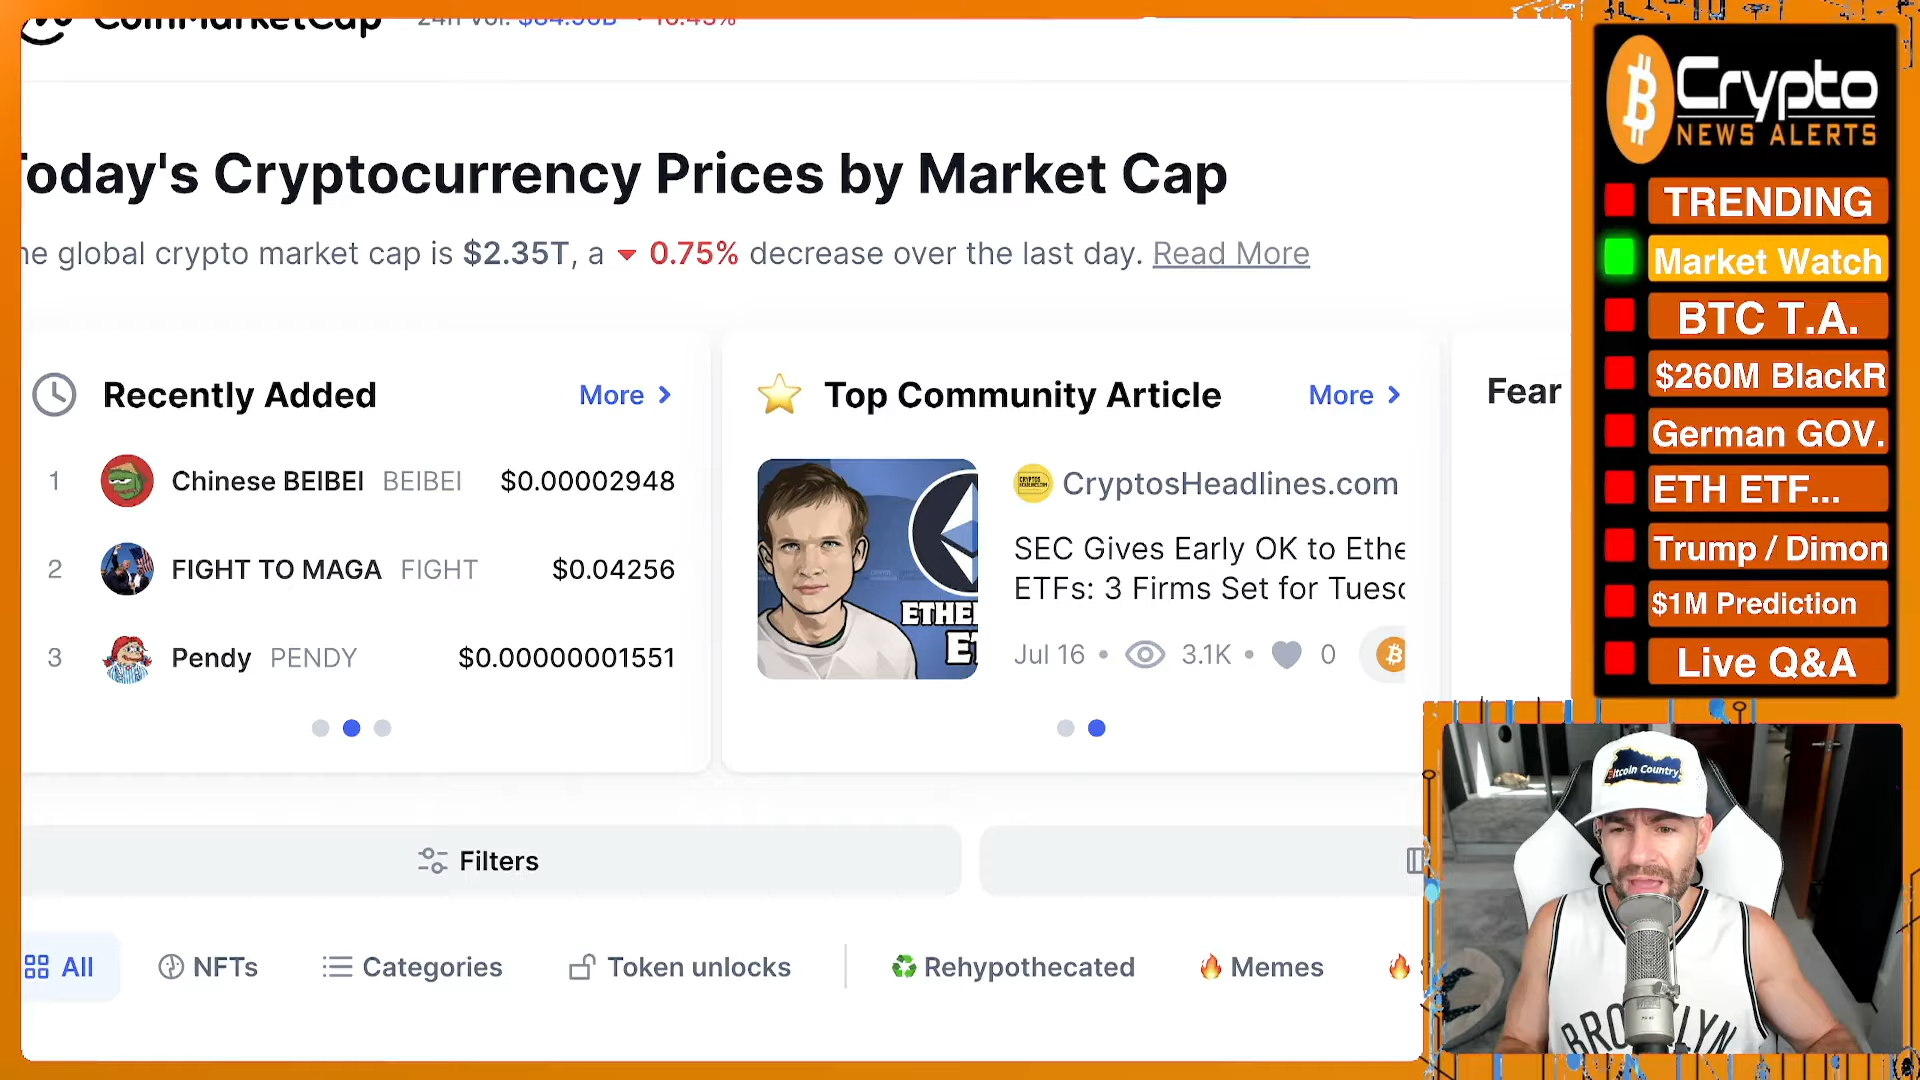 CoinMarketCap
Today's Cryptocurrency Prices by Market Cap
he global crypto market cap is $2.35T, a 0.75% decrease over the last day. Read More
Recently Added
More
1 Chinese BEIBEI BEIBEI $0.00002948
2 FIGHT TO MAGA FIGHT $0.04256
3 Pendy PENDY $0.00000001551
Top Community Article
More
CryptosHeadlines.com
SEC Gives Early OK to Ethe
ETFs: 3 Firms Set for Tuesd
Jul 16 • 3.1K • 0
Fear
Filters
All
NFTs
Categories
Token unlocks
Rehypothecated
Memes
Crypto
NEWS ALERTS
TRENDING
Market Watch
BTC T.A.
$260M BlackR
German GOV.
ETH ETF...
Trump / Dimon
$1M Prediction
Live Q&A
Bitcoin Country
BROOKLYN